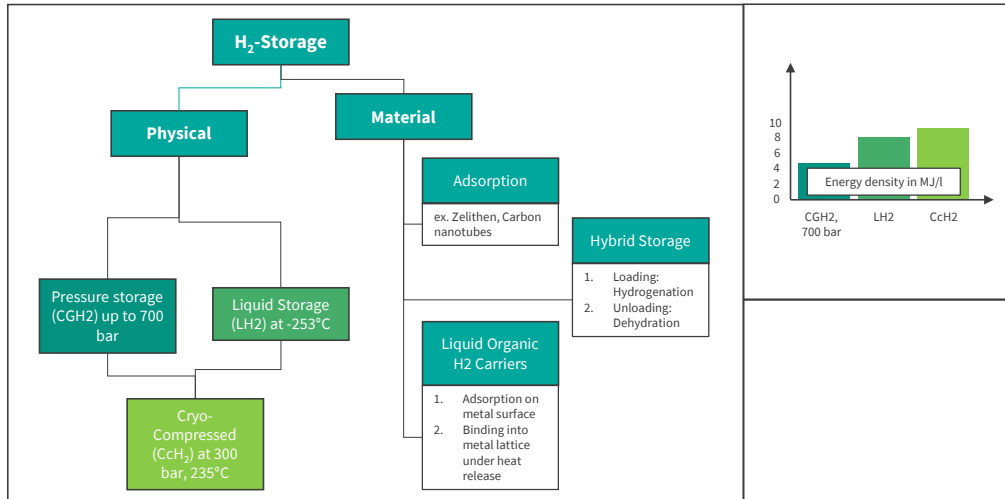 H₂-Storage
Physical
Material
Adsorption
ex. Zelithen, Carbon
nanotubes
Hybrid Storage
1. Loading:
Hydrogenation
2. Unloading:
Dehydration
Pressure storage
(CGH2) up to 700
bar
Liquid Storage
(LH2) at -253°C
Liquid Organic
H2 Carriers
1. Adsorption on
metal surface
2. Binding into
metal lattice
under heat
release
Cryo-
Compressed
(CcH₂) at 300
bar, 235°C
10
8
6
4
2
0
Energy density in MJ/l
CGH2,
700 bar
LH2
CcH2